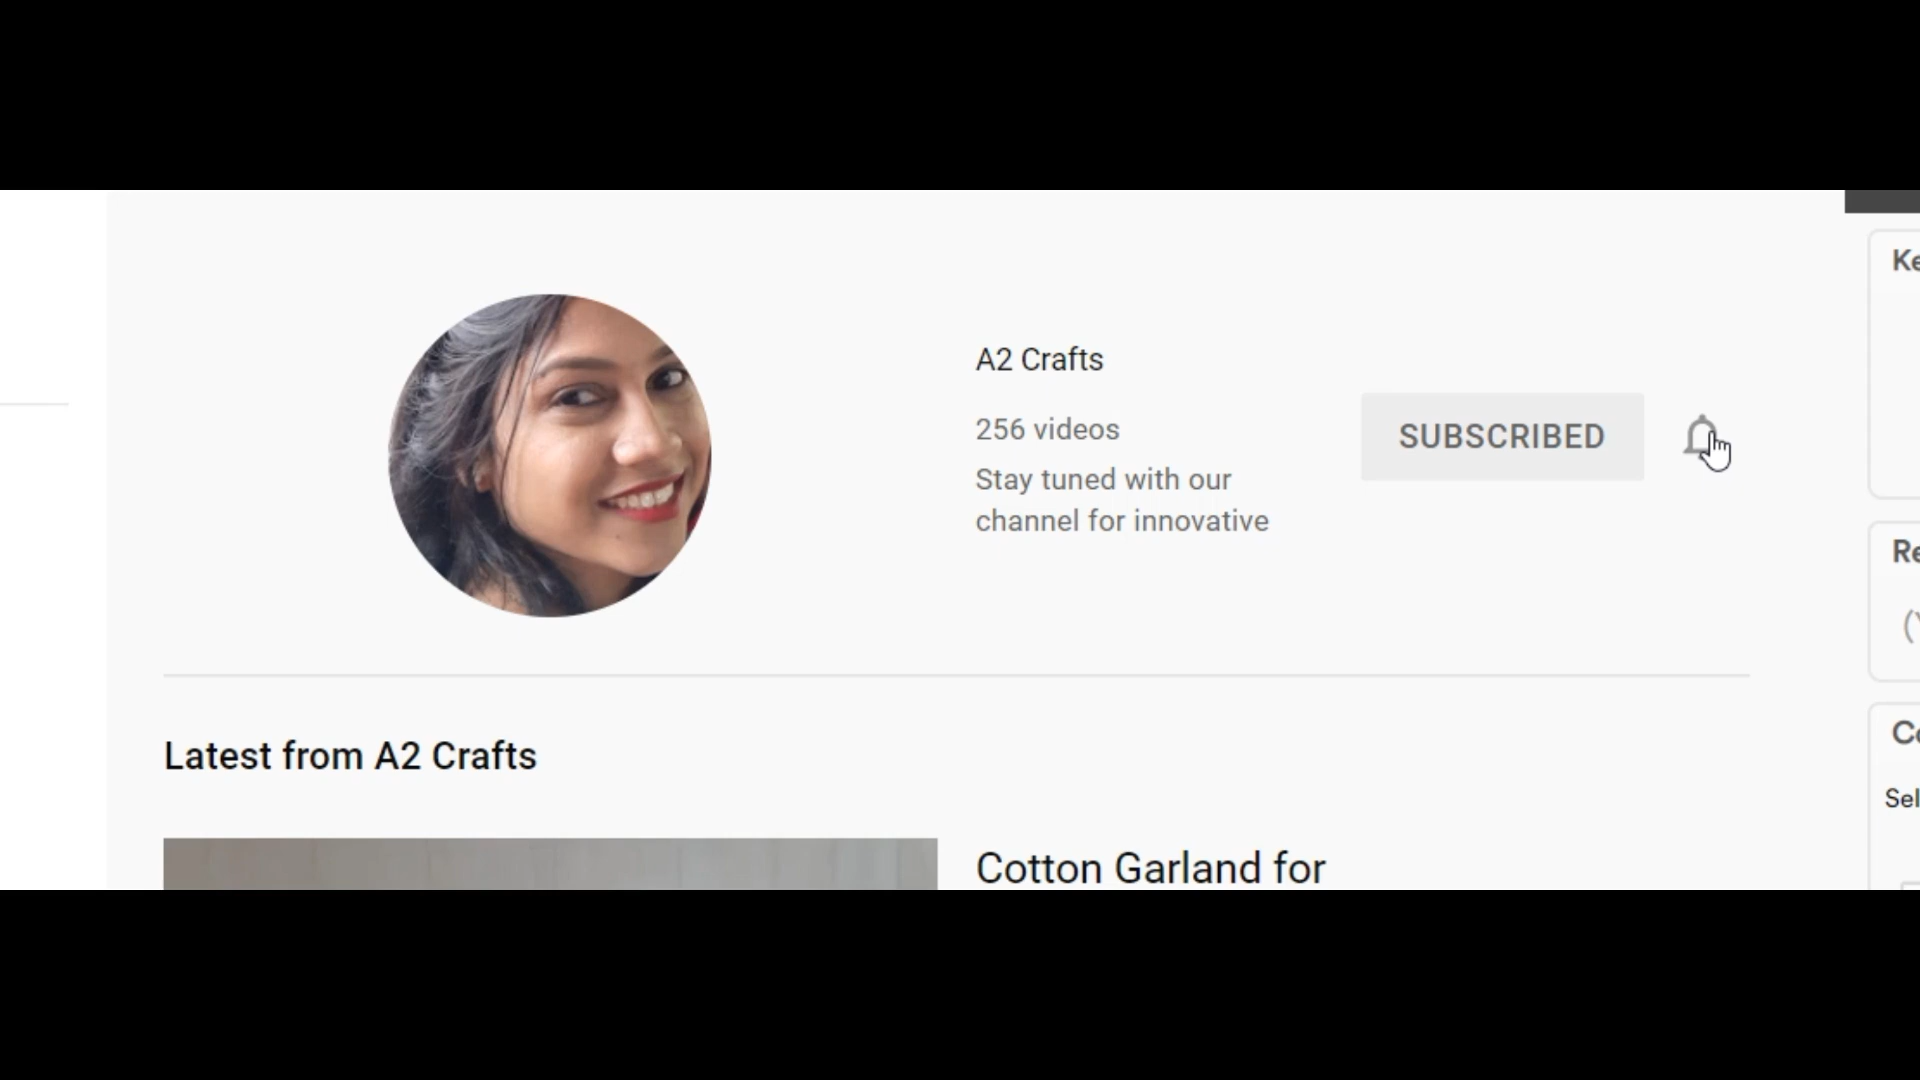 A2 Crafts
256 videos
Stay tuned with our
channel for innovative
SUBSCRIBED
Latest from A2 Crafts
Cotton Garland for